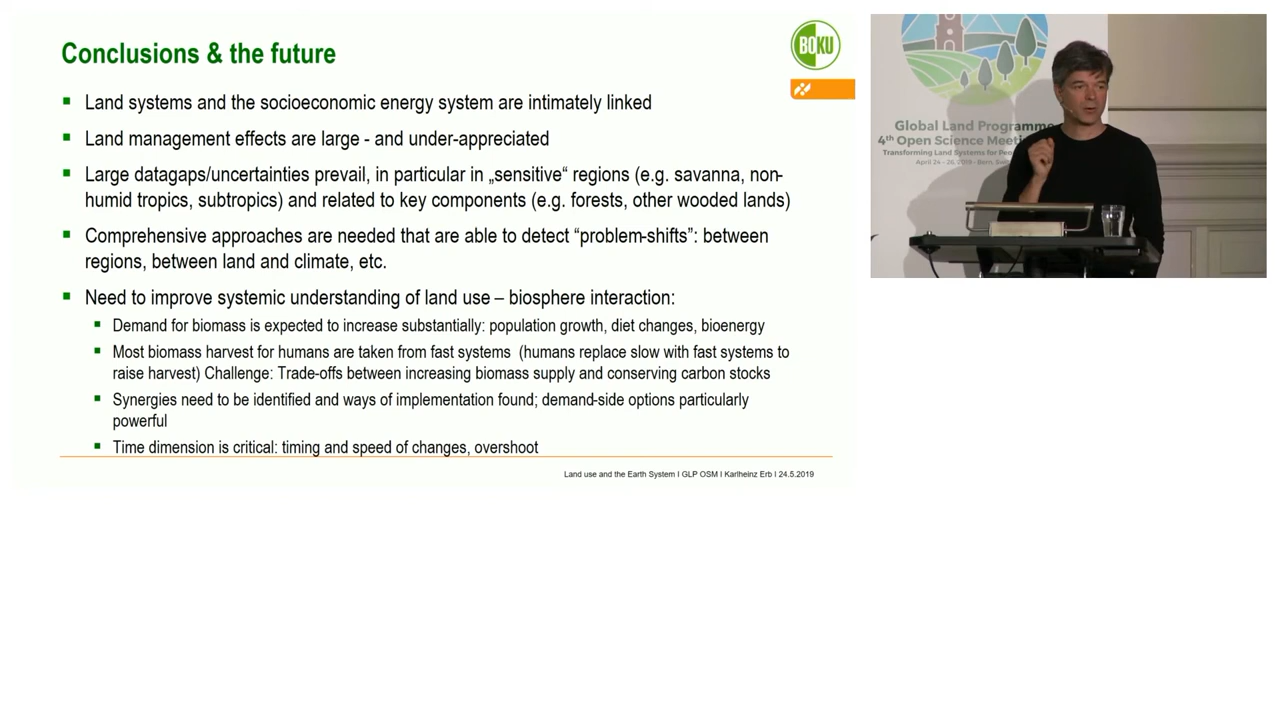 Conclusions & the future
BOKU
▪ Land systems and the socioeconomic energy system are intimately linked
▪ Land management effects are large - and under-appreciated
▪ Large datagaps/uncertainties prevail, in particular in „sensitive“ regions (e.g. savanna, non-
humid tropics, subtropics) and related to key components (e.g. forests, other wooded lands)
▪ Comprehensive approaches are needed that are able to detect “problem-shifts”: between
regions, between land and climate, etc.
▪ Need to improve systemic understanding of land use – biosphere interaction:
▪ Demand for biomass is expected to increase substantially: population growth, diet changes, bioenergy
▪ Most biomass harvest for humans are taken from fast systems (humans replace slow with fast systems to
raise harvest) Challenge: Trade-offs between increasing biomass supply and conserving carbon stocks
▪ Synergies need to be identified and ways of implementation found; demand-side options particularly
powerful
▪ Time dimension is critical: timing and speed of changes, overshoot
Land use and the Earth System I GLP OSM I Karlheinz Erb I 24.5.2019
Global Land Programme
4th Open Science
Transforming Land Systems for
April 24 - 26, 2019 - Bern,